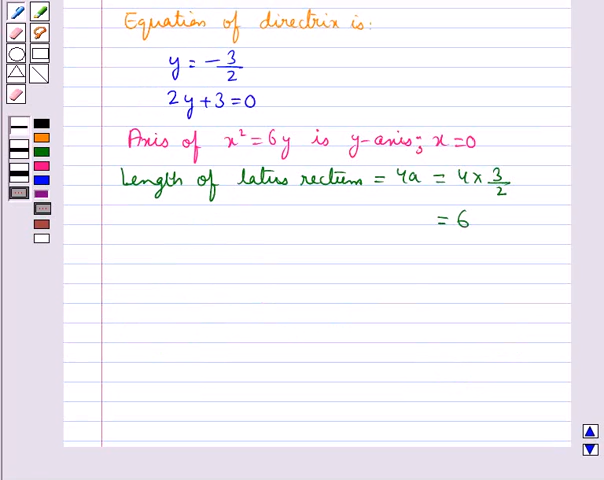 Equation of directrix is:
y = -3/2
2y+3=0
Axis of x²=6y is y-axis; x=0
Length of latus rectum = 4a = 4×3/2
= 6